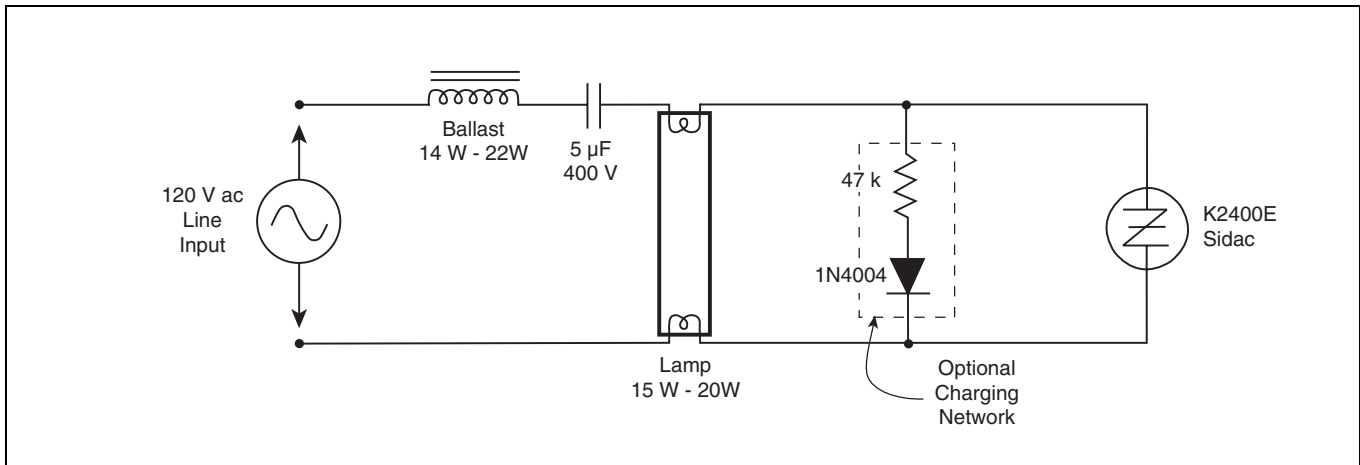 Ballast
14 W - 22W
5 µF
400 V
120 V ac
Line
Input
47 k
1N4004
K2400E
Sidac
Lamp
15 W - 20W
Optional
Charging
Network